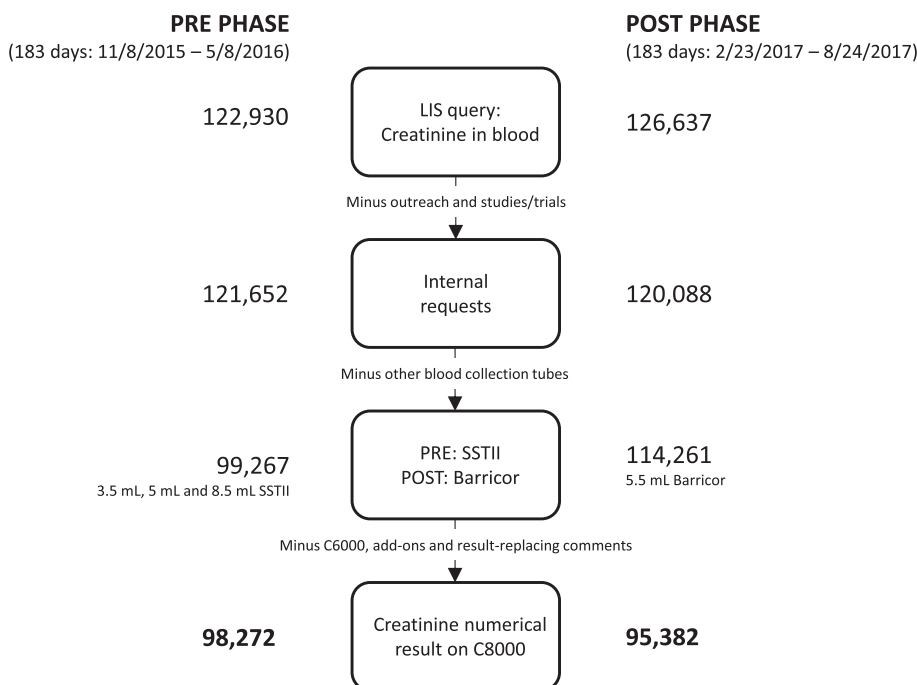 PRE PHASE
POST PHASE
(183 days: 11/8/2015 – 5/8/2016)
(183 days: 2/23/2017 – 8/24/2017)
122,930
LIS query:
Creatinine in blood
126,637
Minus outreach and studies/trials
121,652
Internal
requests
120,088
Minus other blood collection tubes
99,267
3.5 mL, 5 mL and 8.5 mL SSTII
PRE: SSTII
POST: Barricor
114,261
5.5 mL Barricor
Minus C6000, add-ons and result-replacing comments
98,272
Creatinine numerical
result on C8000
95,382